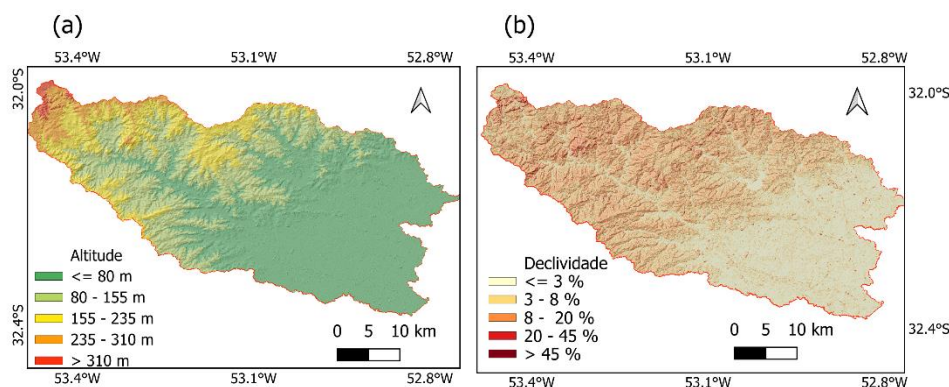 (a)
53.4°W 53.1°W 52.8°W
32.0°S
32.4°S
Altitude
<= 80 m
80 - 155 m
155 - 235 m
235 - 310 m
> 310 m
0 5 10 km
53.4°W 53.1°W 52.8°W
(b)
53.4°W 53.1°W 52.8°W
32.0°S
32.4°S
Declividade
<= 3 %
3 - 8 %
8 - 20 %
20 - 45 %
> 45 %
0 5 10 km
53.4°W 53.1°W 52.8°W